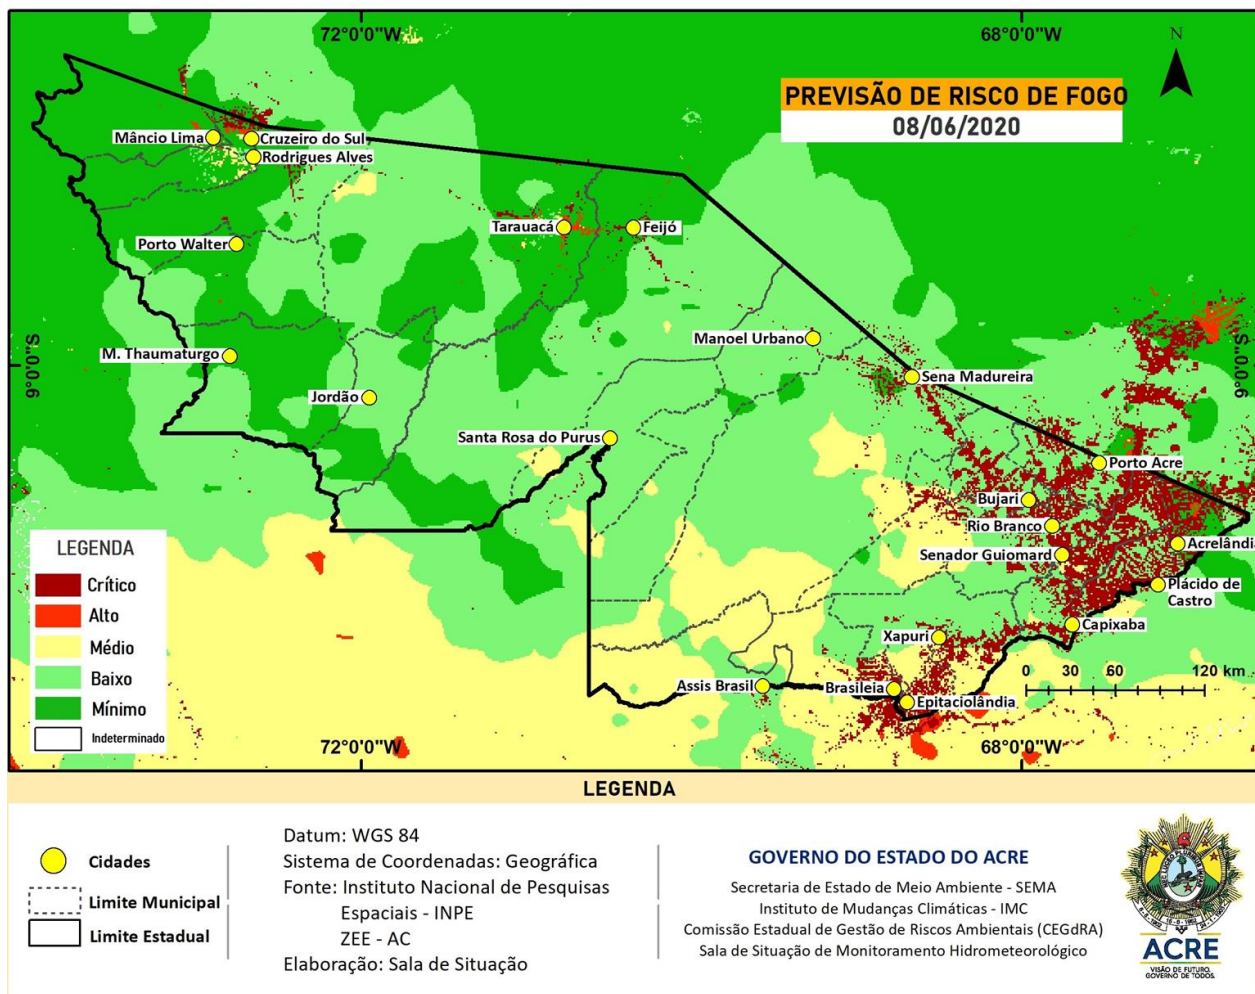 72°0'0"W
68°0'0"W
N
PREVISÃO DE RISCO DE FOGO
08/06/2020
Mâncio Lima
Cruzeiro do Sul
Rodrigues Alves
Tarauacá
Feijó
Porto Walter
Manoel Urbano
9°0'0"S
9°0'0"S
M. Thaumaturgo
Sena Madureira
Jordão
Santa Rosa do Purus
Porto Acre
Bujari
Rio Branco
Acrelândia
Senador Guiomard
Plácido de
Castro
Capixaba
Xapuri
Assis Brasil
Brasileia
Epitaciolândia
0 30 60 120 km
72°0'0"W
68°0'0"W
LEGENDA
Crítico
Alto
Médio
Baixo
Mínimo
Indeterminado
LEGENDA
Cidades
Limite Municipal
Limite Estadual
Datum: WGS 84
Sistema de Coordenadas: Geográfica
Fonte: Instituto Nacional de Pesquisas
Espaciais - INPE
ZEE - AC
Elaboração: Sala de Situação
GOVERNO DO ESTADO DO ACRE
Secretaria de Estado de Meio Ambiente - SEMA
Instituto de Mudanças Climáticas - IMC
Comissão Estadual de Gestão de Riscos Ambientais (CEGdRA)
Sala de Situação de Monitoramento Hidrometeorológico
ACRE
VISÃO DE FUTURO.
GOVERNO DE TODOS.